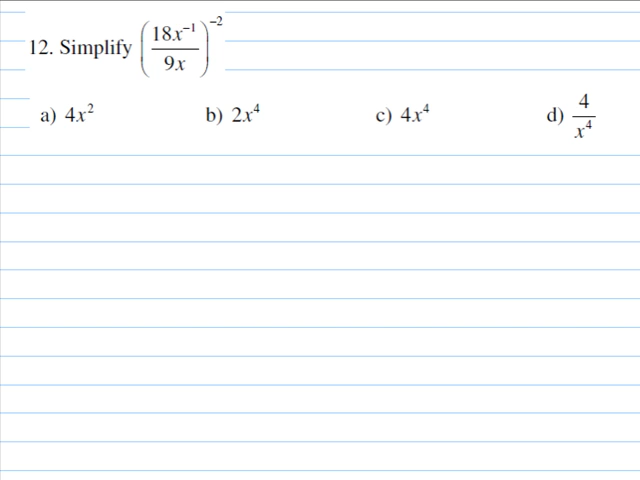 12. Simplify (18x⁻¹/9x)⁻²
a) 4x² b) 2x⁴ c) 4x⁴ d) 4/x⁴